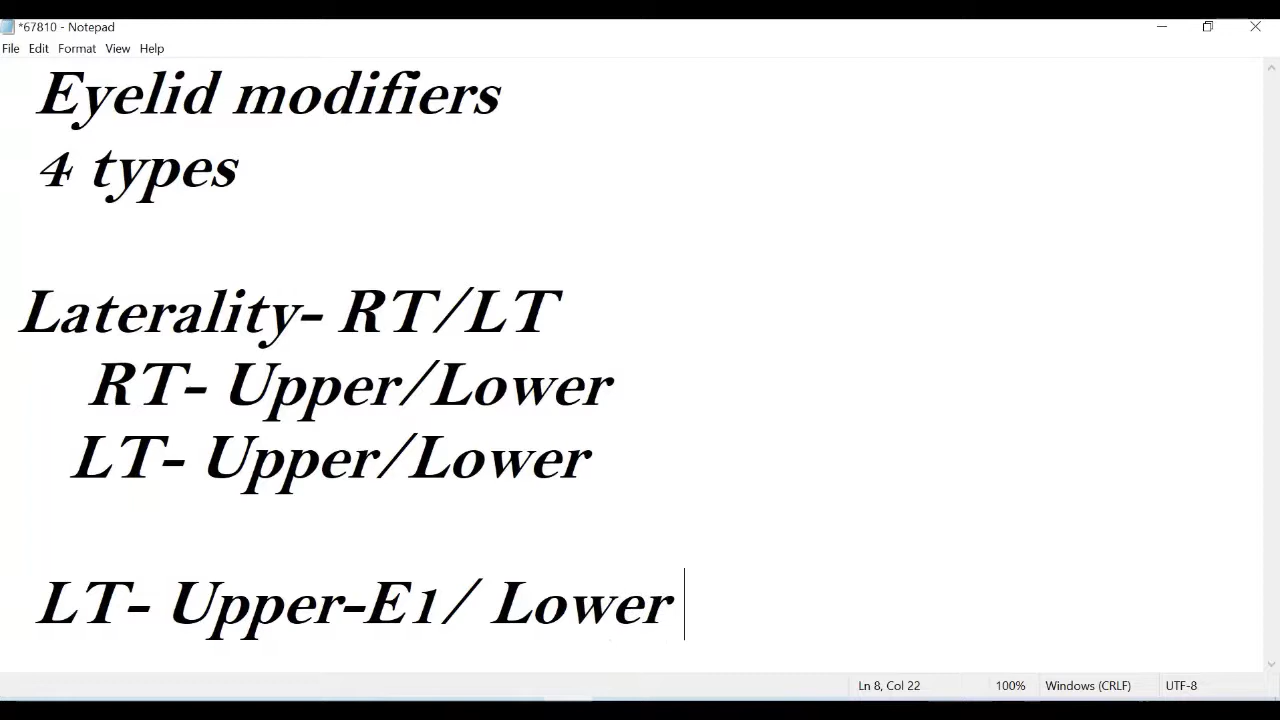 *67810 - Notepad
File Edit Format View Help
Eyelid modifiers
4 types
Laterality- RT/LT
RT- Upper/Lower
LT- Upper/Lower
LT- Upper-E1/ Lower
Ln 8, Col 22 100% Windows (CRLF) UTF-8